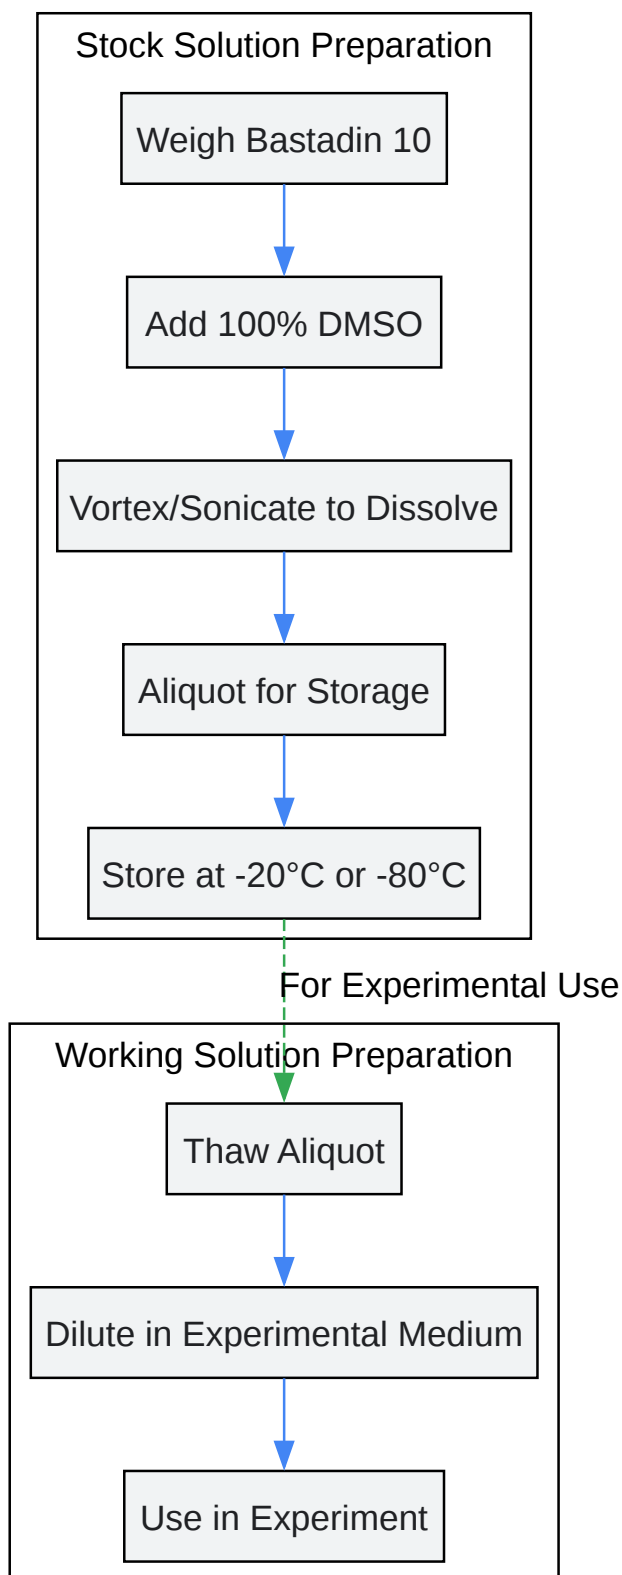 Stock Solution Preparation
Weigh Bastadin 10
Add 100% DMSO
Vortex/Sonicate to Dissolve
Aliquot for Storage
Store at -20°C or -80°C
For Experimental Use
Working Solution Preparation
Thaw Aliquot
Dilute in Experimental Medium
Use in Experiment